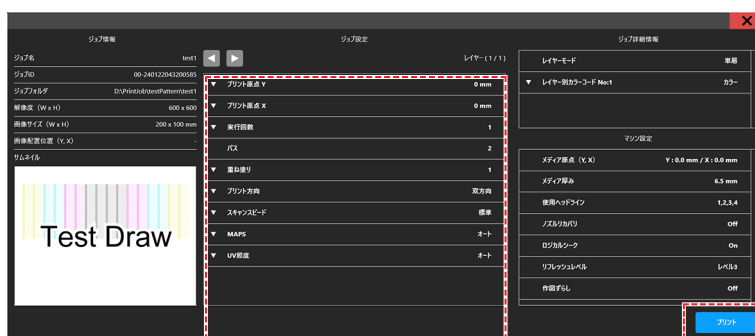 ジョブ情報
ジョブ名 test1
ジョブID 00-240122043200585
ジョブフォルダ D:\PrintJob\testPattern\test1
解像度（W x H） 600 x 600
画像サイズ（W x H） 200 x 100 mm
画像配置位置（Y, X） -
サムネイル
Test Draw
ジョブ設定
レイヤー ( 1 / 1 )
▼ プリント原点 Y 0 mm
▼ プリント原点 X 0 mm
▼ 実行回数 1
パス 2
▼ 重ね塗り 1
▼ プリント方向 双方向
▼ スキャンスピード 標準
▼ MAPS オート
▼ UV照度 オート
ジョブ詳細情報
レイヤーモード 単層
▼ レイヤー別カラーコード No:1 カラー
マシン設定
メディア原点（Y, X） Y : 0.0 mm / X : 0.0 mm
メディア厚み 6.5 mm
使用ヘッドライン 1,2,3,4
ノズルリカバリ Off
ロジカルシーク On
リフレッシュレベル レベル3
作図ずらし Off
プリント